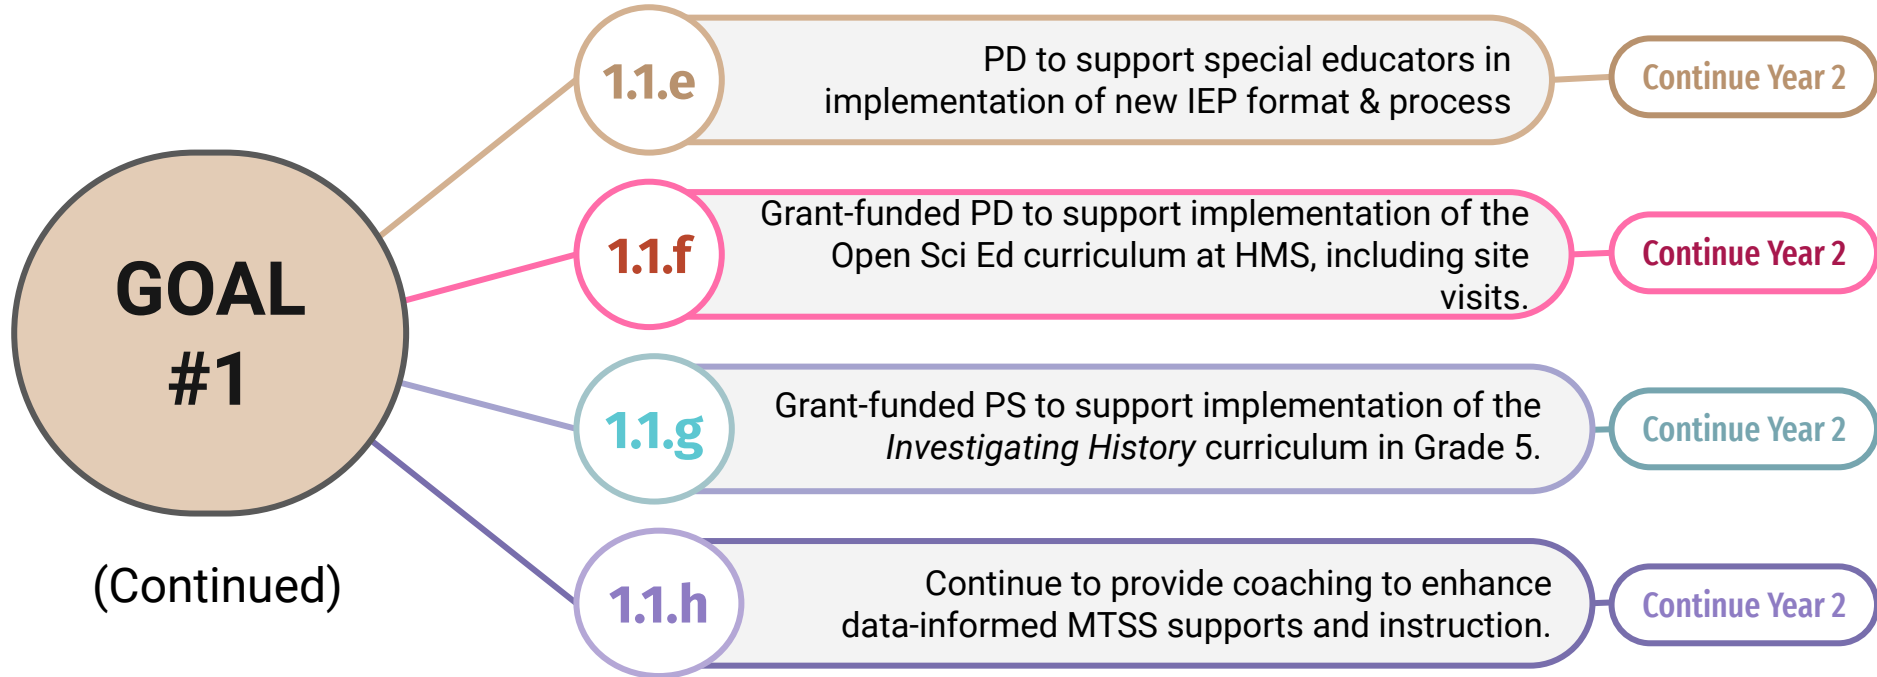 GOAL
#1
(Continued)
1.1.e
PD to support special educators in
implementation of new IEP format & process
Continue Year 2
1.1.f
Grant-funded PD to support implementation of the
Open Sci Ed curriculum at HMS, including site
visits.
Continue Year 2
1.1.g
Grant-funded PS to support implementation of the
Investigating History curriculum in Grade 5.
Continue Year 2
1.1.h
Continue to provide coaching to enhance
data-informed MTSS supports and instruction.
Continue Year 2